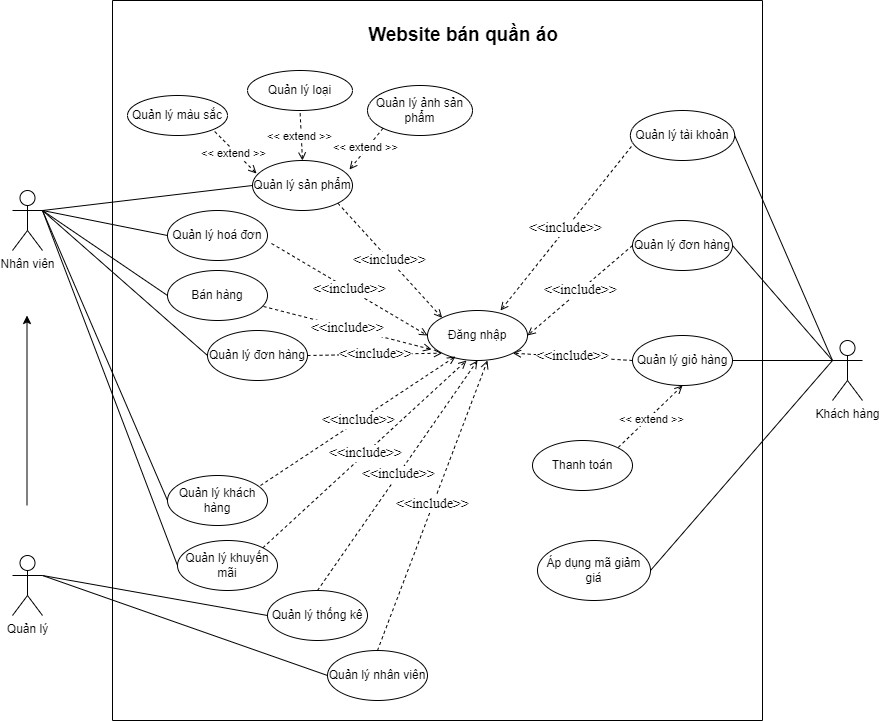 Website bán quần áo
Quản lý loại
Quản lý màu sắc
Quản lý ảnh sản
phẩm
<< extend >>
<< extend >>
<< extend >>
Quản lý sản phẩm
Quản lý tài khoản
Nhân viên
Quản lý hoá đơn
<<include>>
Quản lý đơn hàng
<<include>>
<<include>>
<<include>>
Bán hàng
<<include>>
Đăng nhập
Quản lý đơn hàng
<<include>>
<<include>>
Quản lý giỏ hàng
Khách hàng
<<include>>
<< extend >>
<<include>>
Thanh toán
<<include>>
Quản lý khách
hàng
<<include>>
Quản lý khuyến
mãi
Áp dụng mã giảm
giá
Quản lý
Quản lý thống kê
Quản lý nhân viên